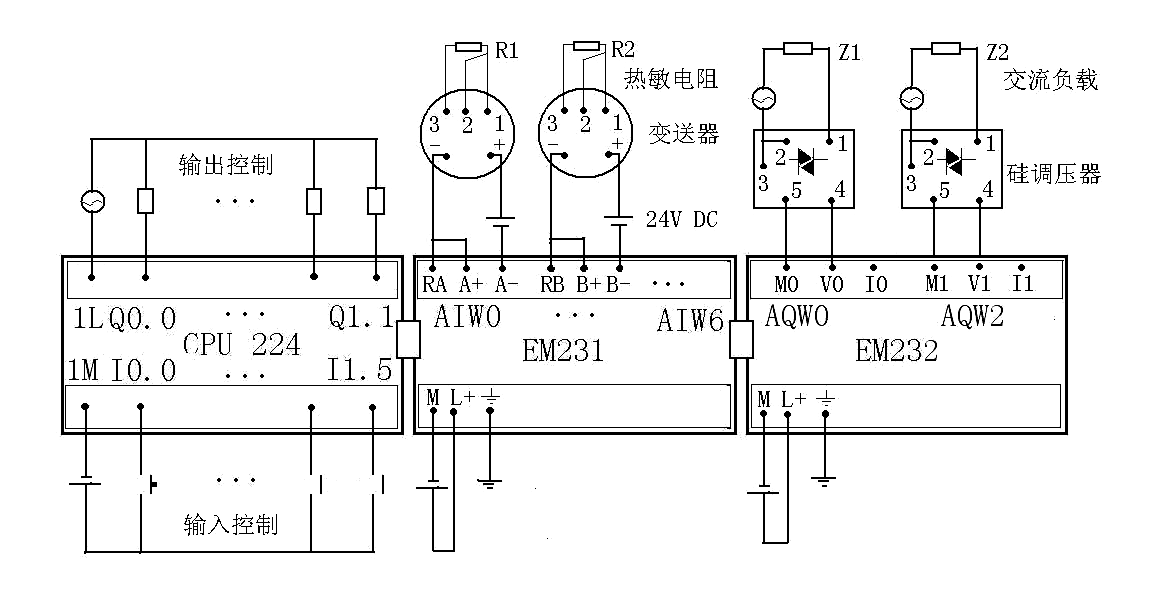 R1 R2 Z1 Z2
热敏电阻 交流负载
3 2 1 3 2 1
变送器
- + - +
2 1 2 1
输出控制
3 5 4 3 5 4
硅调压器
···
24V DC
RA A+ A- RB B+ B- ··· M0 V0 I0 M1 V1 I1
1L Q0.0 ··· Q1.1 AIW0 ··· AIW6 AQW0 AQW2
CPU 224 EM231 EM232
1M I0.0 ··· I1.5
M L+ M L+
···
输入控制